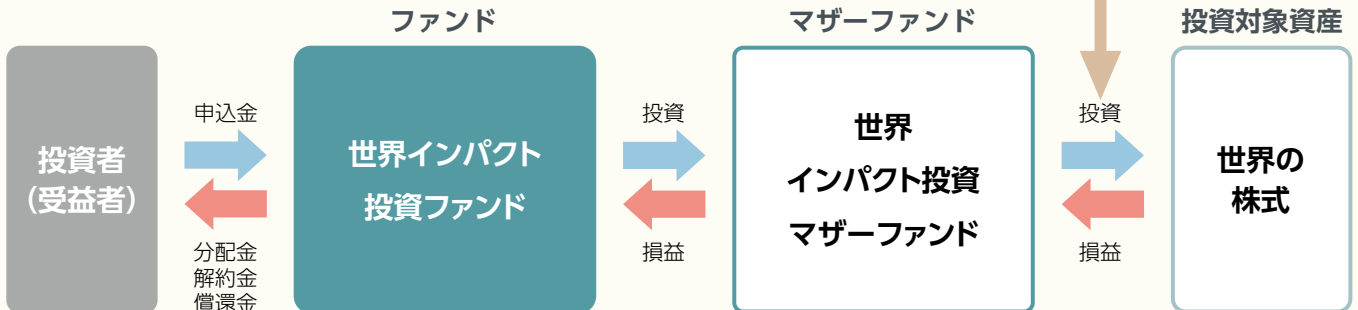 ファンド
マザーファンド
投資対象資産
投資者
(受益者)
申込金
分配金
解約金
償還金
世界インパクト
投資ファンド
投資
損益
世界
インパクト投資
マザーファンド
投資
損益
世界の
株式